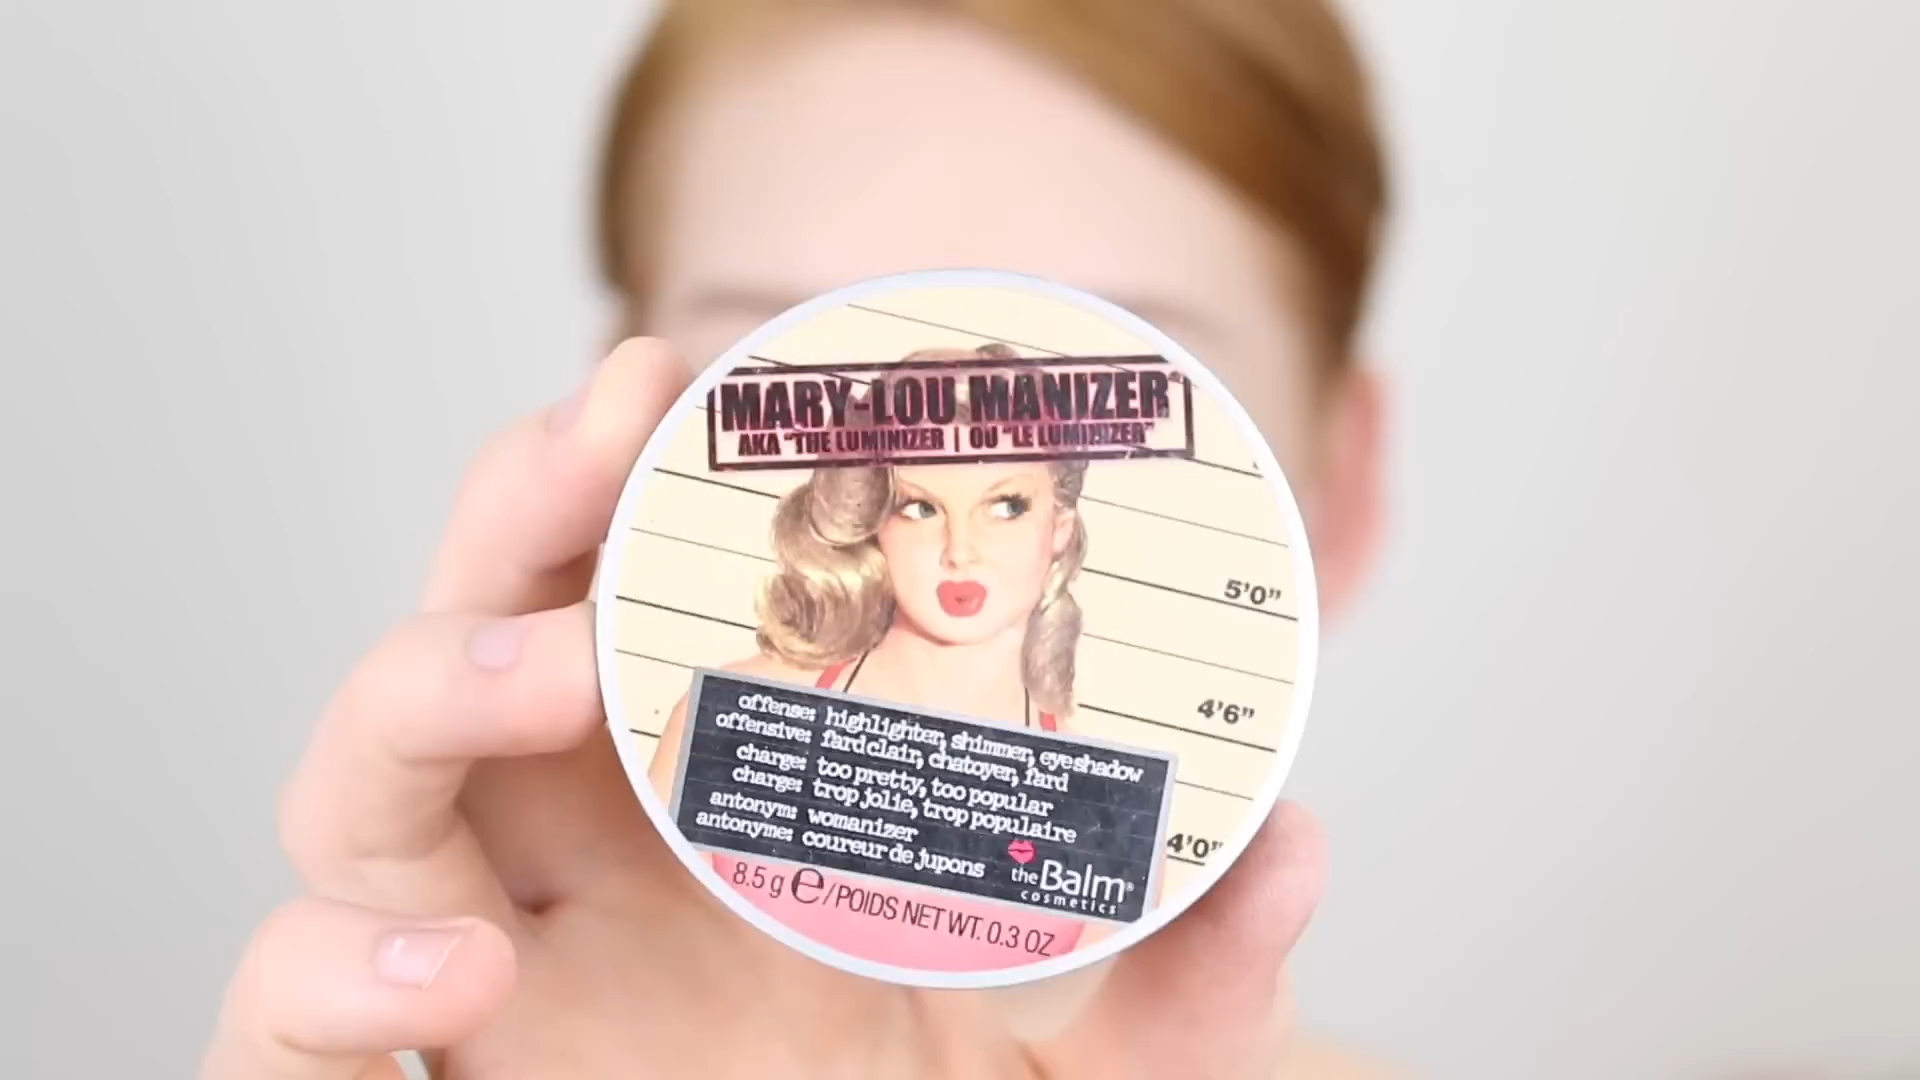 MARY-LOU MANIZER®
AKA "THE LUMINIZER | OU "LE LUMINIZER"
5'0"
4'6"
4'0"
offense: highlighter, shimmer, eyeshadow
offensive: fard clair, chatoyer, fard
charge: too pretty, too popular
charge: trop jolie, trop populaire
antonym: womanizer
antonyme: coureur de jupons
theBalm®
cosmetics
8.5 g ℮/POIDS NET WT. 0.3 OZ